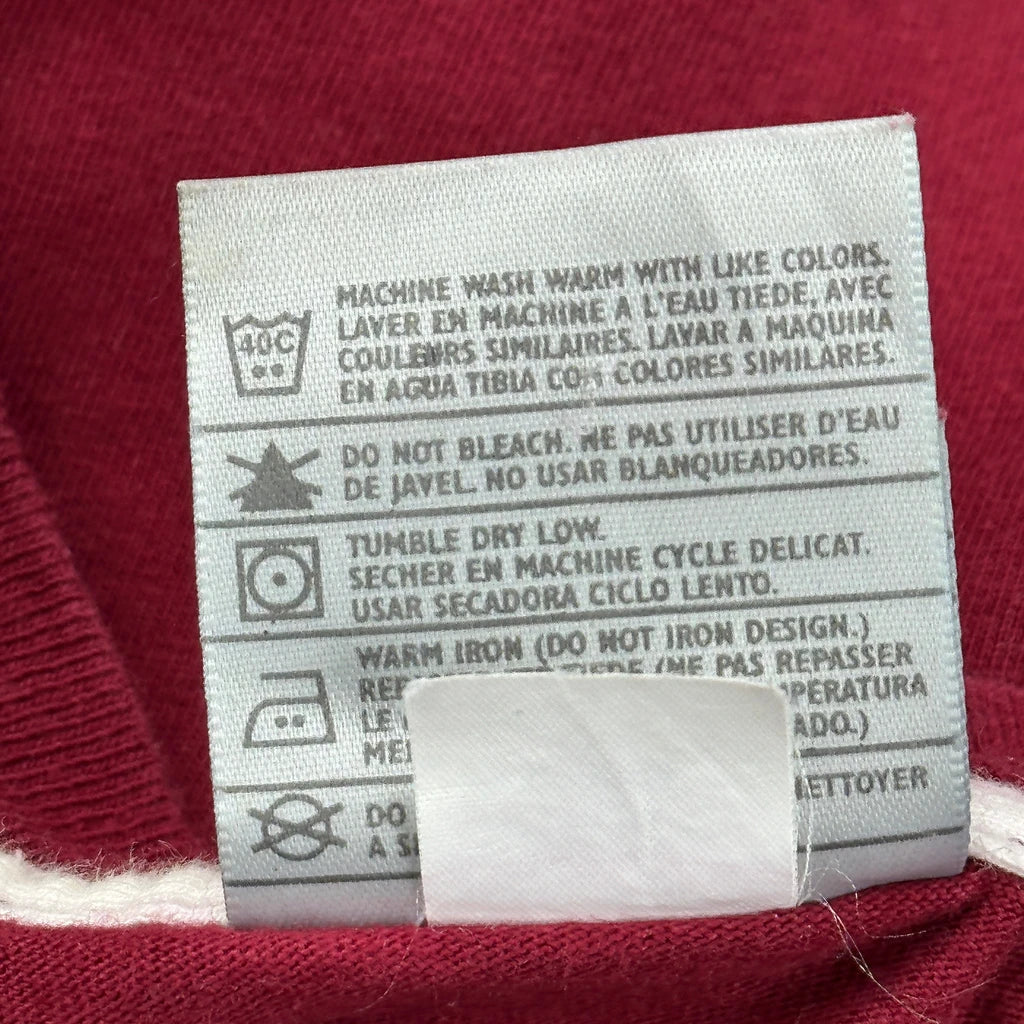 40C
MACHINE WASH WARM WITH LIKE COLORS.
LAVER EN MACHINE A L'EAU TIEDE, AVEC
COULEURS SIMILAIRES. LAVAR A MAQUINA
EN AGUA TIBIA CON COLORES SIMILARES.
DO NOT BLEACH. NE PAS UTILISER D'EAU
DE JAVEL. NO USAR BLANQUEADORES.
TUMBLE DRY LOW.
SECHER EN MACHINE CYCLE DELICAT.
USAR SECADORA CICLO LENTO.
WARM IRON (DO NOT IRON DESIGN.)
TIEDE (NE PAS REPASSER
LE
DO NETTOYER
A